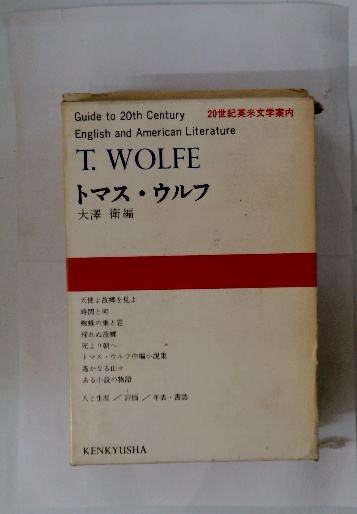 Guide to 20th Century 20世紀英米文学案内
English and American Literature
T. WOLFE
トマス・ウルフ
大澤 衛編
天使よ故郷を見よ
時間と河
蜘蛛の巣と岩
帰れぬ故郷
死より朝へ
トマス・ウルフ中編小説集
遥かなる山々
ある小説の物語
人と生涯／評価／年表・書誌
KENKYUSHA